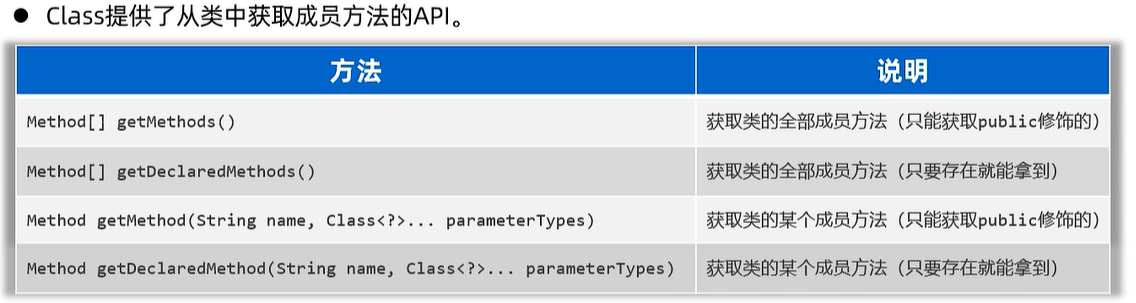 ● Class提供了从类中获取成员方法的API。
方法 说明
Method[] getMethods() 获取类的全部成员方法（只能获取public修饰的）
Method[] getDeclaredMethods() 获取类的全部成员方法（只要存在就能拿到）
Method getMethod(String name, Class<?>... parameterTypes) 获取类的某个成员方法（只能获取public修饰的）
Method getDeclaredMethod(String name, Class<?>... parameterTypes) 获取类的某个成员方法（只要存在就能拿到）